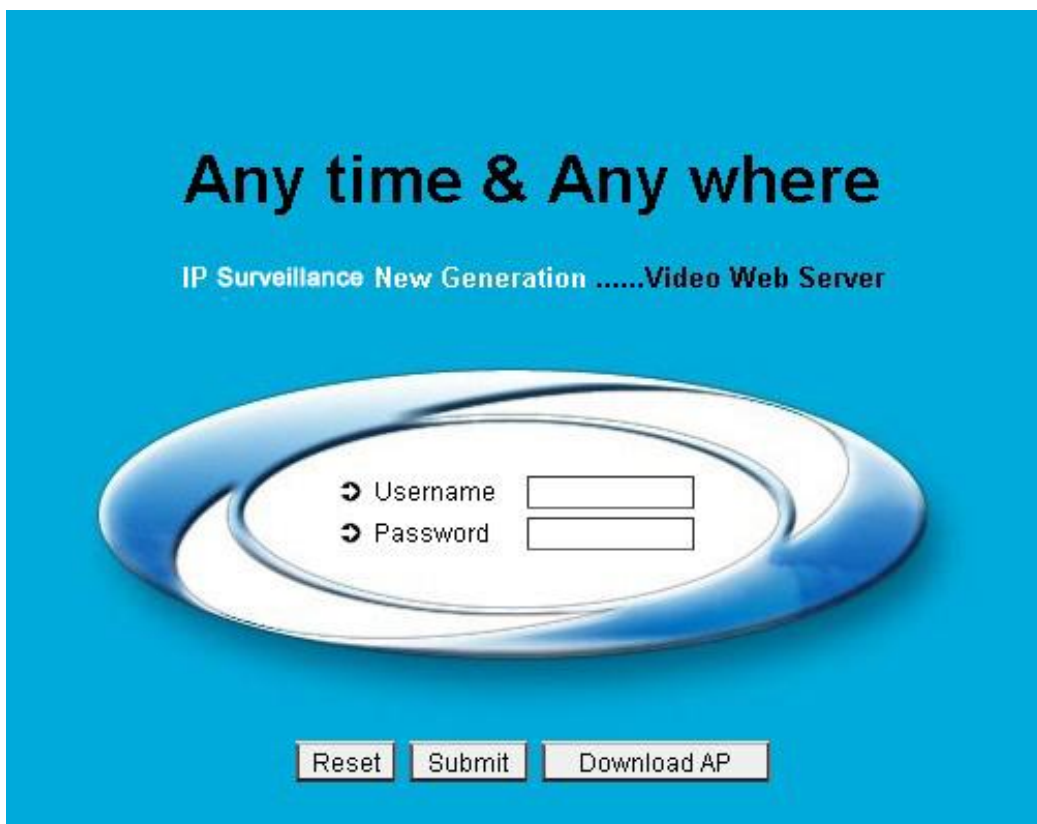 Any time & Any where
IP Surveillance New Generation ......Video Web Server
Username
Password
Reset Submit Download AP